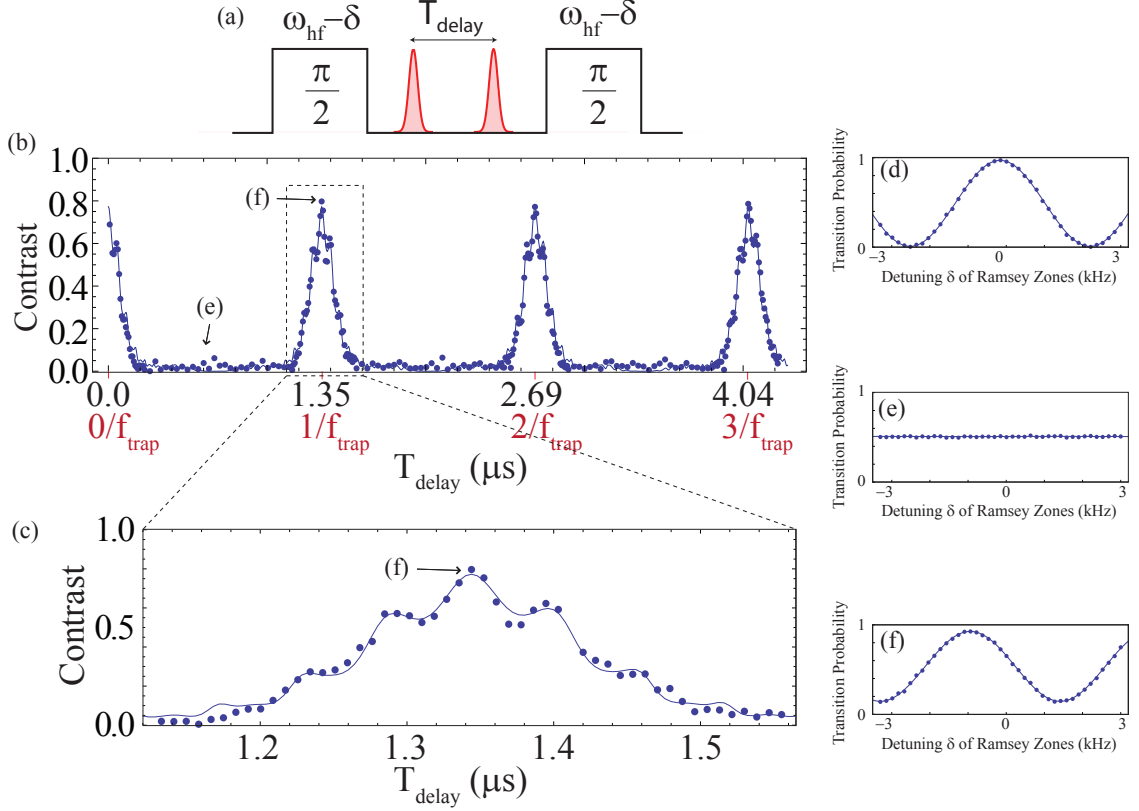 (a)
ω_hf−δ
T_delay
ω_hf−δ
π/2
π/2
(b)
Contrast
1.0
0.8
0.6
0.4
0.2
0.0
(f)
(e)
0.0
1.35
2.69
4.04
0/f_trap
1/f_trap
2/f_trap
3/f_trap
T_delay (μs)
(c)
Contrast
1.0
0.5
0.0
(f)
1.2
1.3
1.4
1.5
T_delay (μs)
(d)
Transition Probability
1
0
−3
0
3
Detuning δ of Ramsey Zones (kHz)
(e)
Transition Probability
1
0
−3
0
3
Detuning δ of Ramsey Zones (kHz)
(f)
Transition Probability
1
0
−3
0
3
Detuning δ of Ramsey Zones (kHz)